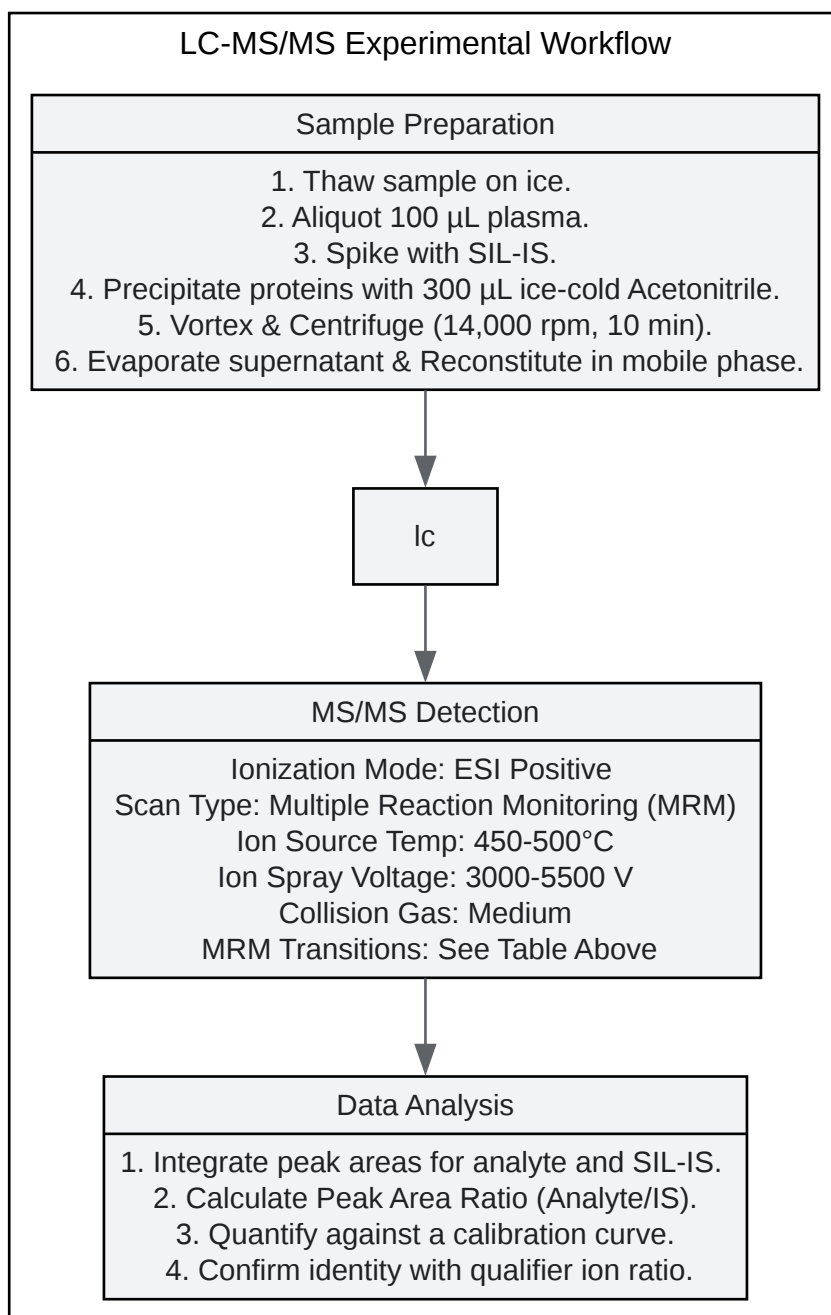 LC-MS/MS Experimental Workflow
Sample Preparation
1. Thaw sample on ice.
2. Aliquot 100 µL plasma.
3. Spike with SIL-IS.
4. Precipitate proteins with 300 µL ice-cold Acetonitrile.
5. Vortex & Centrifuge (14,000 rpm, 10 min).
6. Evaporate supernatant & Reconstitute in mobile phase.
lc
MS/MS Detection
Ionization Mode: ESI Positive
Scan Type: Multiple Reaction Monitoring (MRM)
Ion Source Temp: 450-500°C
Ion Spray Voltage: 3000-5500 V
Collision Gas: Medium
MRM Transitions: See Table Above
Data Analysis
1. Integrate peak areas for analyte and SIL-IS.
2. Calculate Peak Area Ratio (Analyte/IS).
3. Quantify against a calibration curve.
4. Confirm identity with qualifier ion ratio.